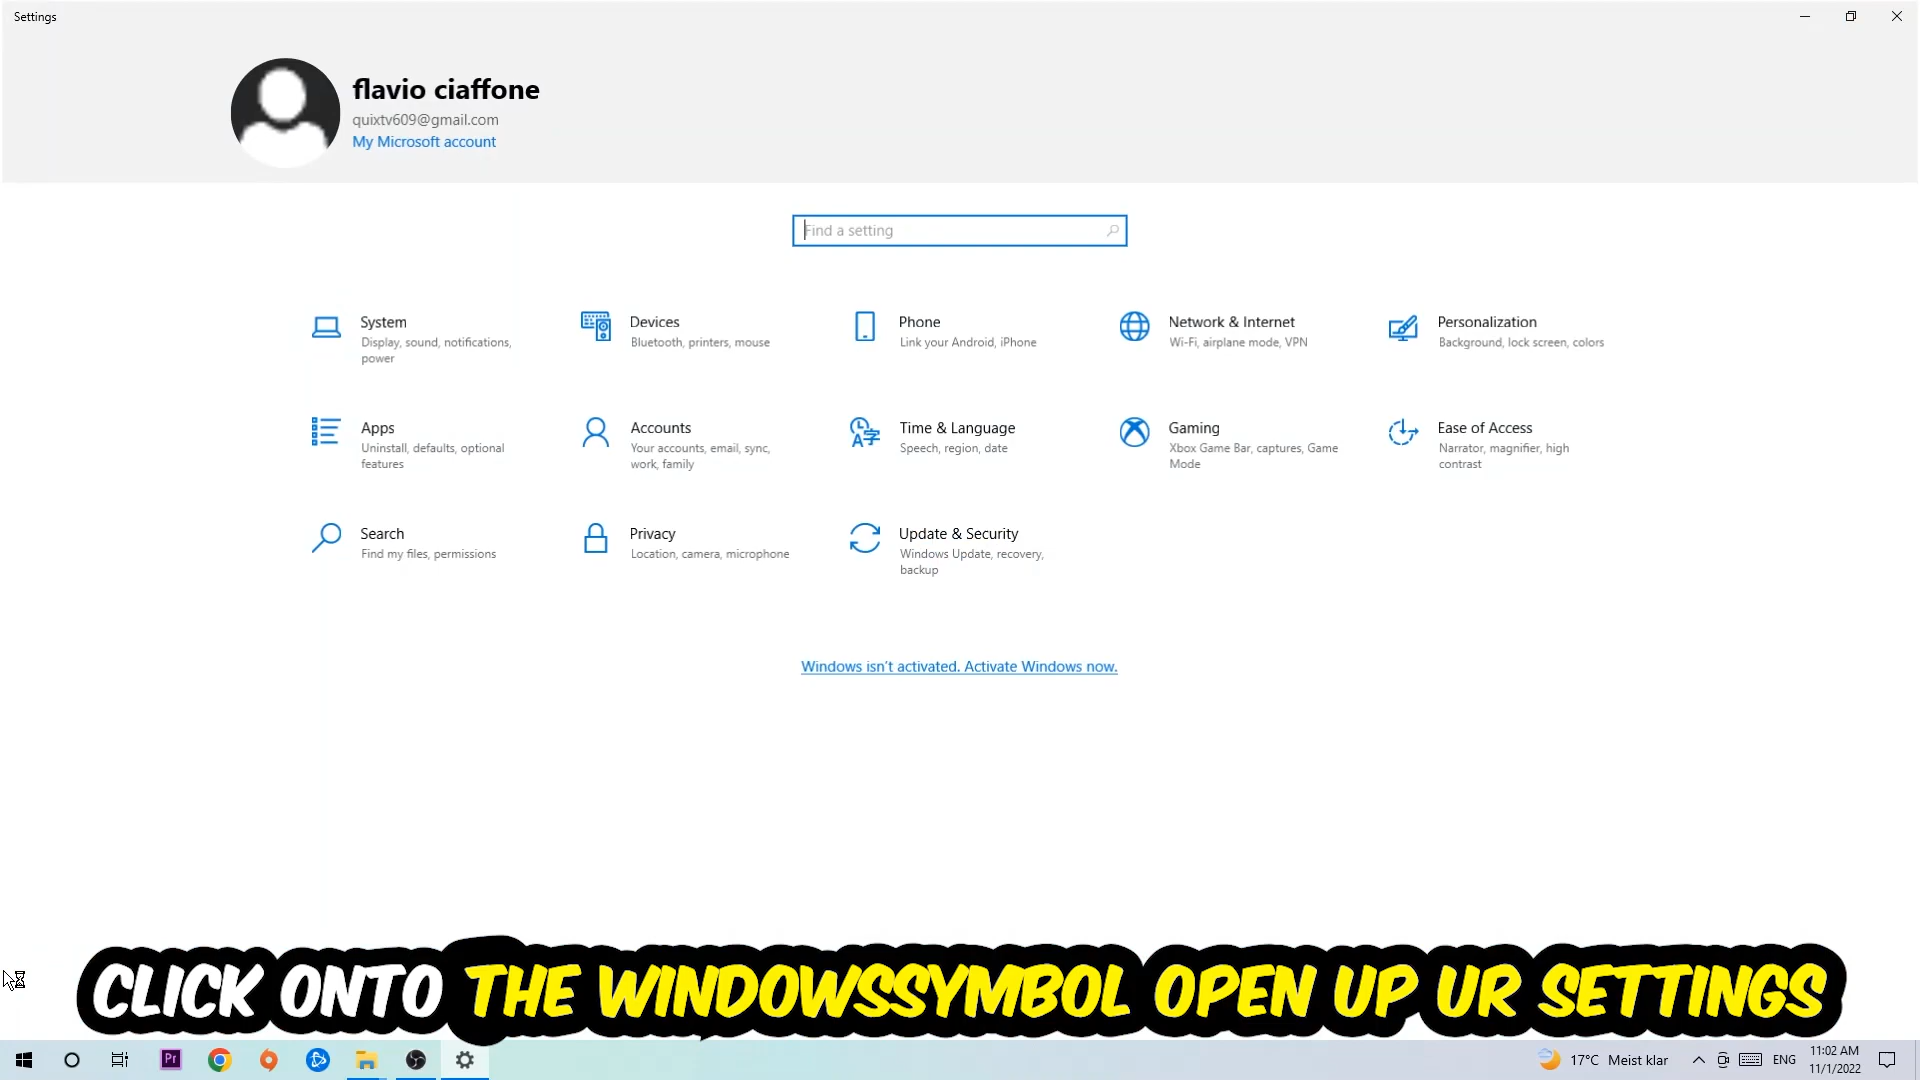 Settings
flavio ciaffone
quixtv609@gmail.com
My Microsoft account
Find a setting
System
Display, sound, notifications,
power
Devices
Bluetooth, printers, mouse
Phone
Link your Android, iPhone
Network & Internet
Wi-Fi, airplane mode, VPN
Personalization
Background, lock screen, colors
Apps
Uninstall, defaults, optional
features
Accounts
Your accounts, email, sync,
work, family
Time & Language
Speech, region, date
Gaming
Xbox Game Bar, captures, Game
Mode
Ease of Access
Narrator, magnifier, high
contrast
Search
Find my files, permissions
Privacy
Location, camera, microphone
Update & Security
Windows Update, recovery,
backup
Windows isn't activated. Activate Windows now.
CLICK ONTO THE WINDOWSSYMBOL OPEN UP UR SETTINGS
Pr
17°C Meist klar
ENG
11:02 AM
11/1/2022